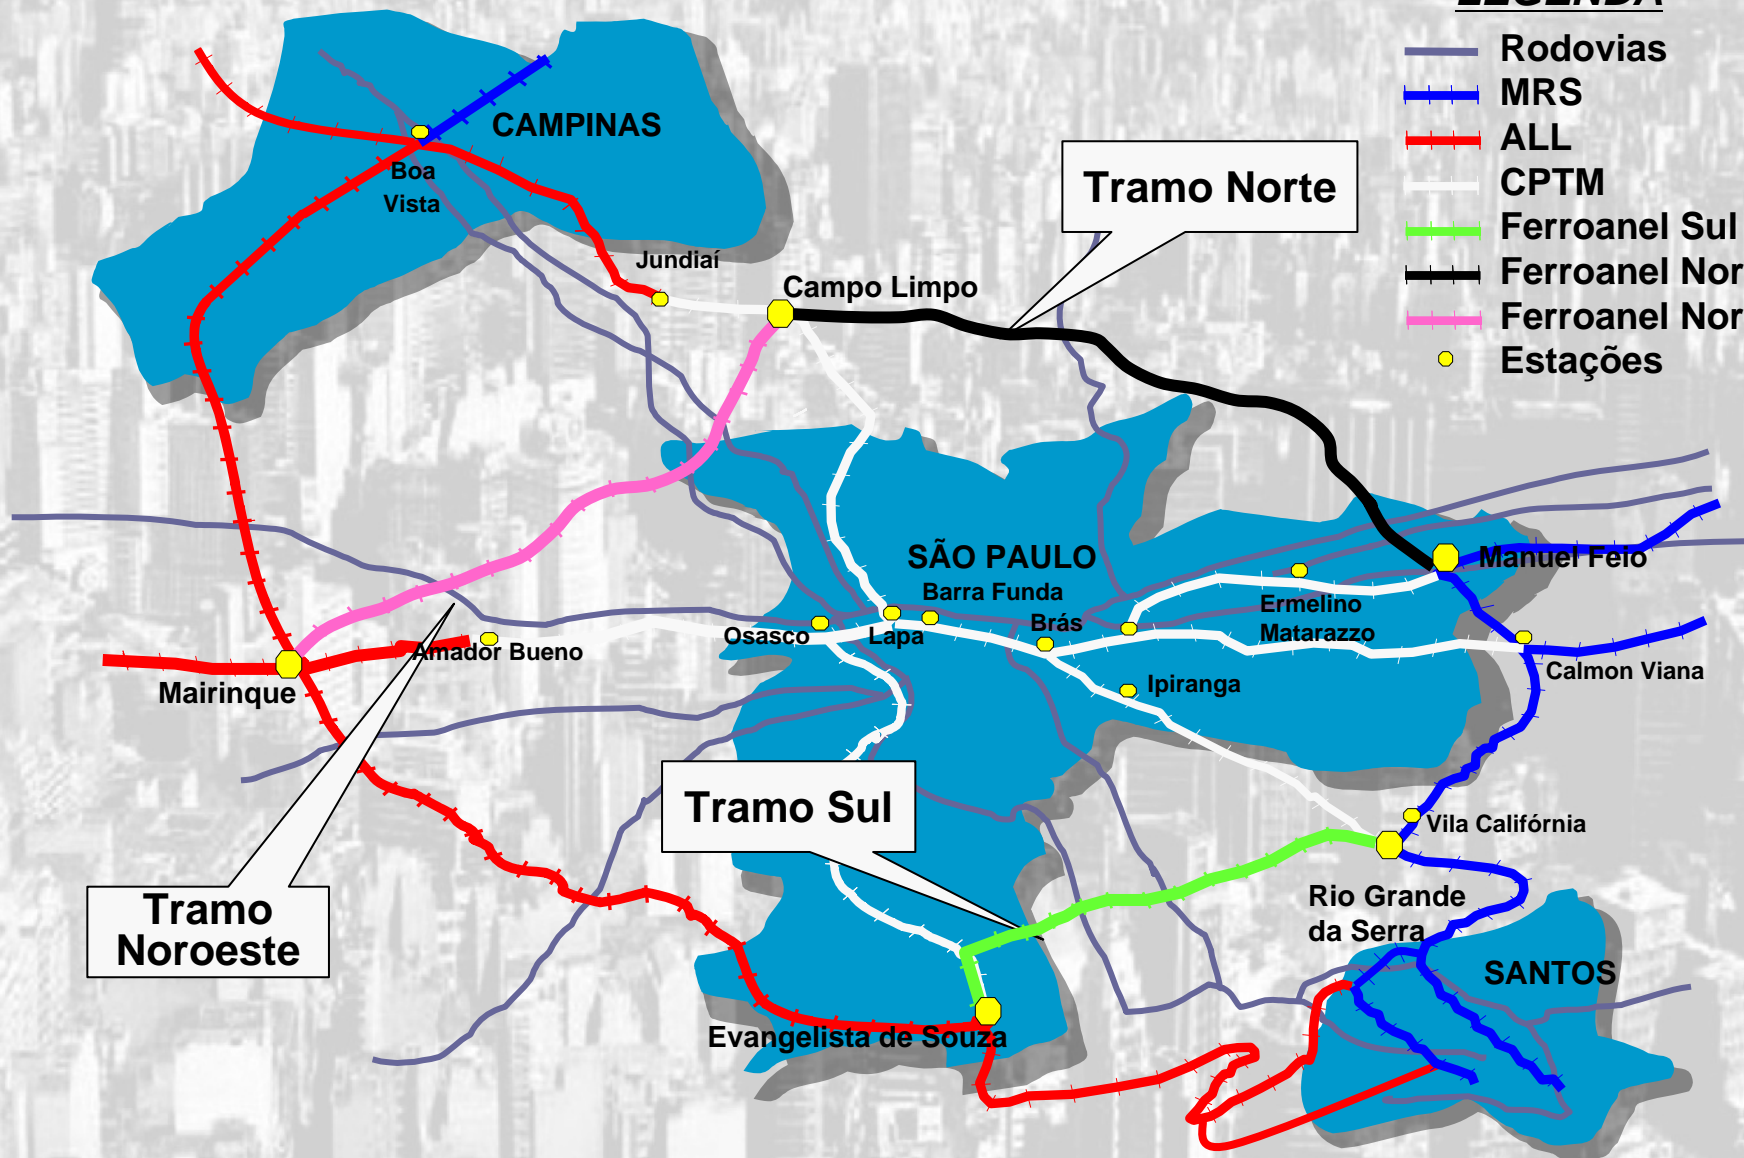 LEGENDA
Rodovias
MRS
ALL
CPTM
Ferroanel Sul
Ferroanel Nor
Ferroanel Nor
Estações
CAMPINAS
Boa
Vista
Tramo Norte
Jundiaí
Campo Limpo
SÃO PAULO
Manuel Feio
Barra Funda
Brás
Ermelino
Matarazzo
Osasco
Lapa
Amador Bueno
Calmon Viana
Mairinque
Ipiranga
Tramo Sul
Vila Califórnia
Tramo
Noroeste
Rio Grande
da Serra
SANTOS
Evangelista de Souza